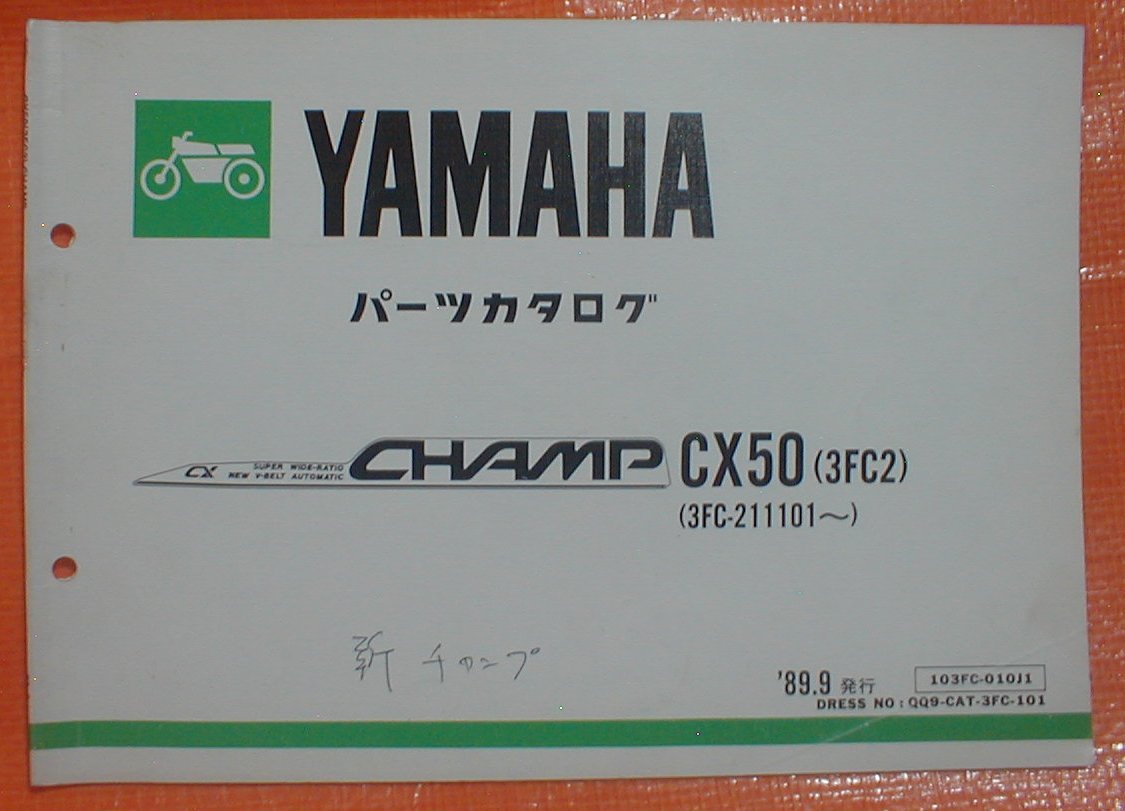 YAMAHA
パーツカタログ
CX SUPER WIDE-RATIO
NEW V-BELT AUTOMATIC
CHAMP CX50 (3FC2)
(3FC-211101〜)
新 チャンプ
'89.9 発行 103FC-010J1
DRESS NO : QQ9-CAT-3FC-101